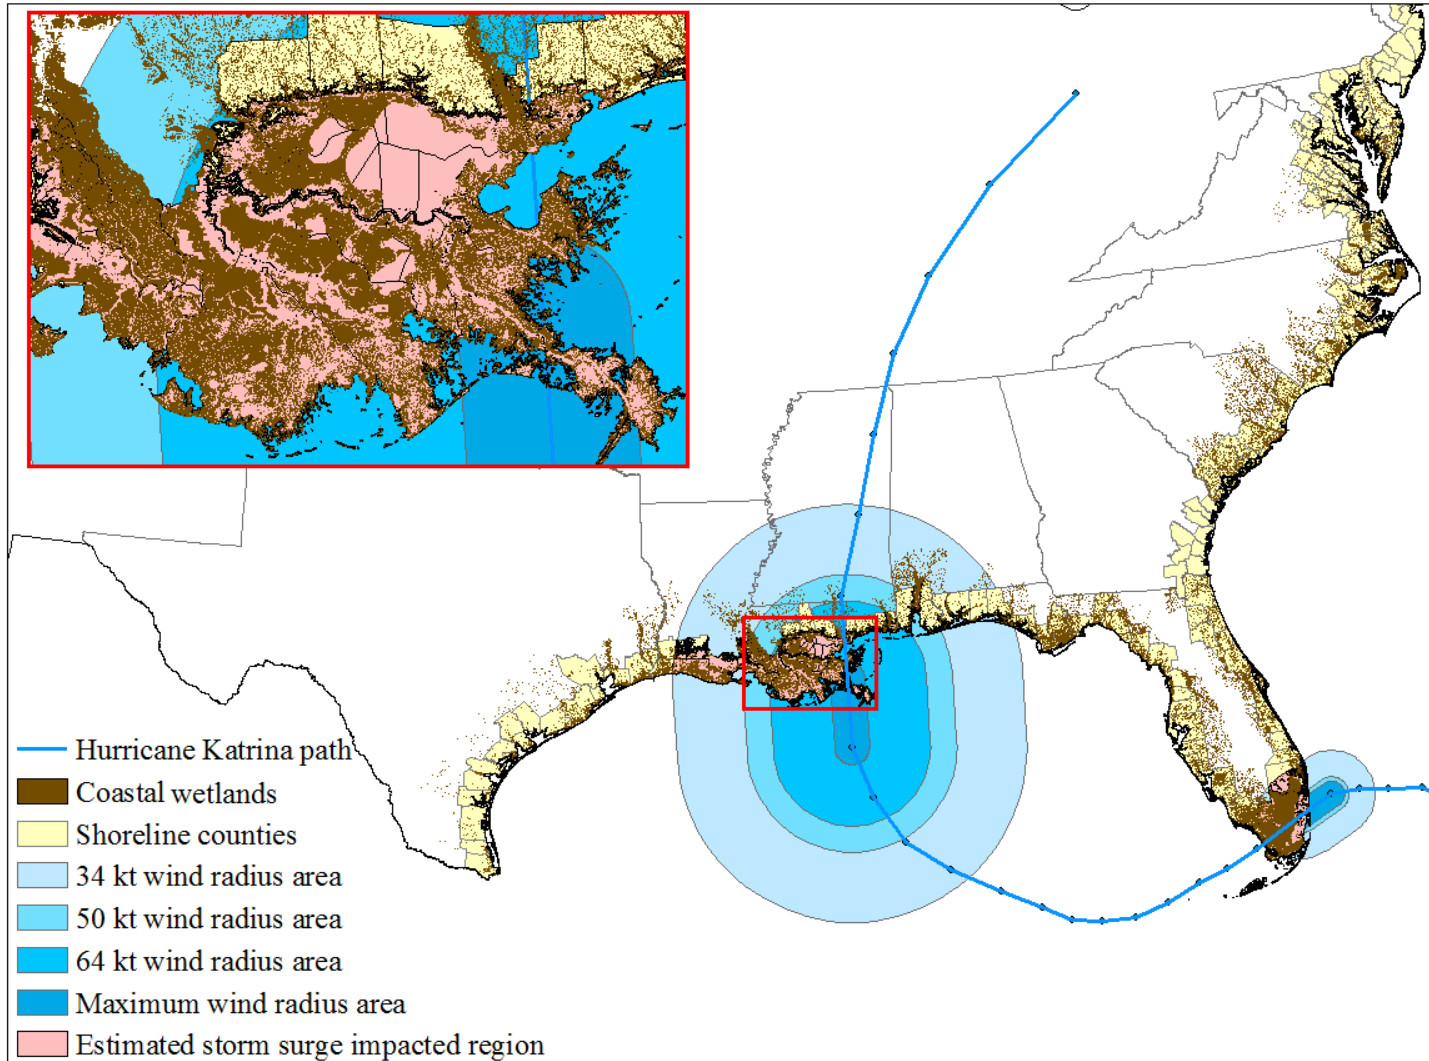 Hurricane Katrina path
Coastal wetlands
Shoreline counties
34 kt wind radius area
50 kt wind radius area
64 kt wind radius area
Maximum wind radius area
Estimated storm surge impacted region